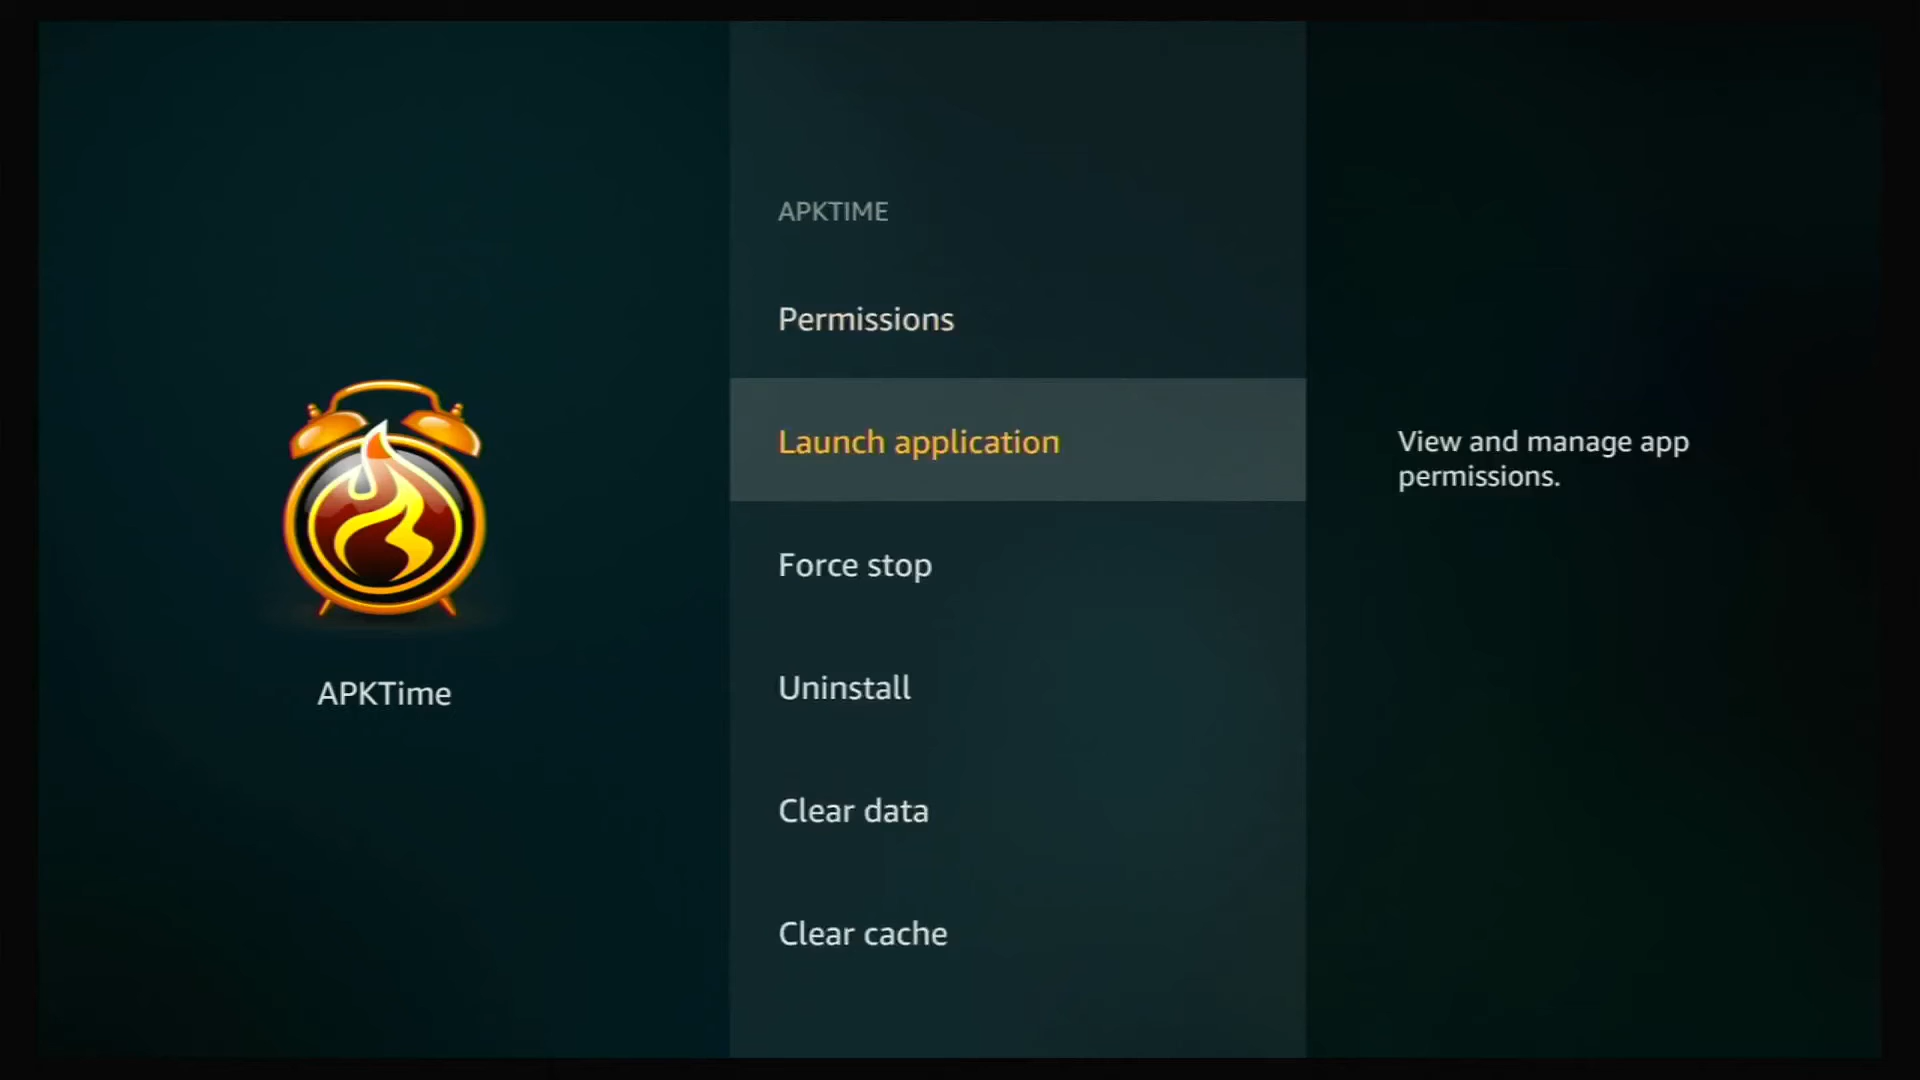 APKTIME
Permissions
Launch application
Force stop
Uninstall
Clear data
Clear cache
APKTime
View and manage app
permissions.